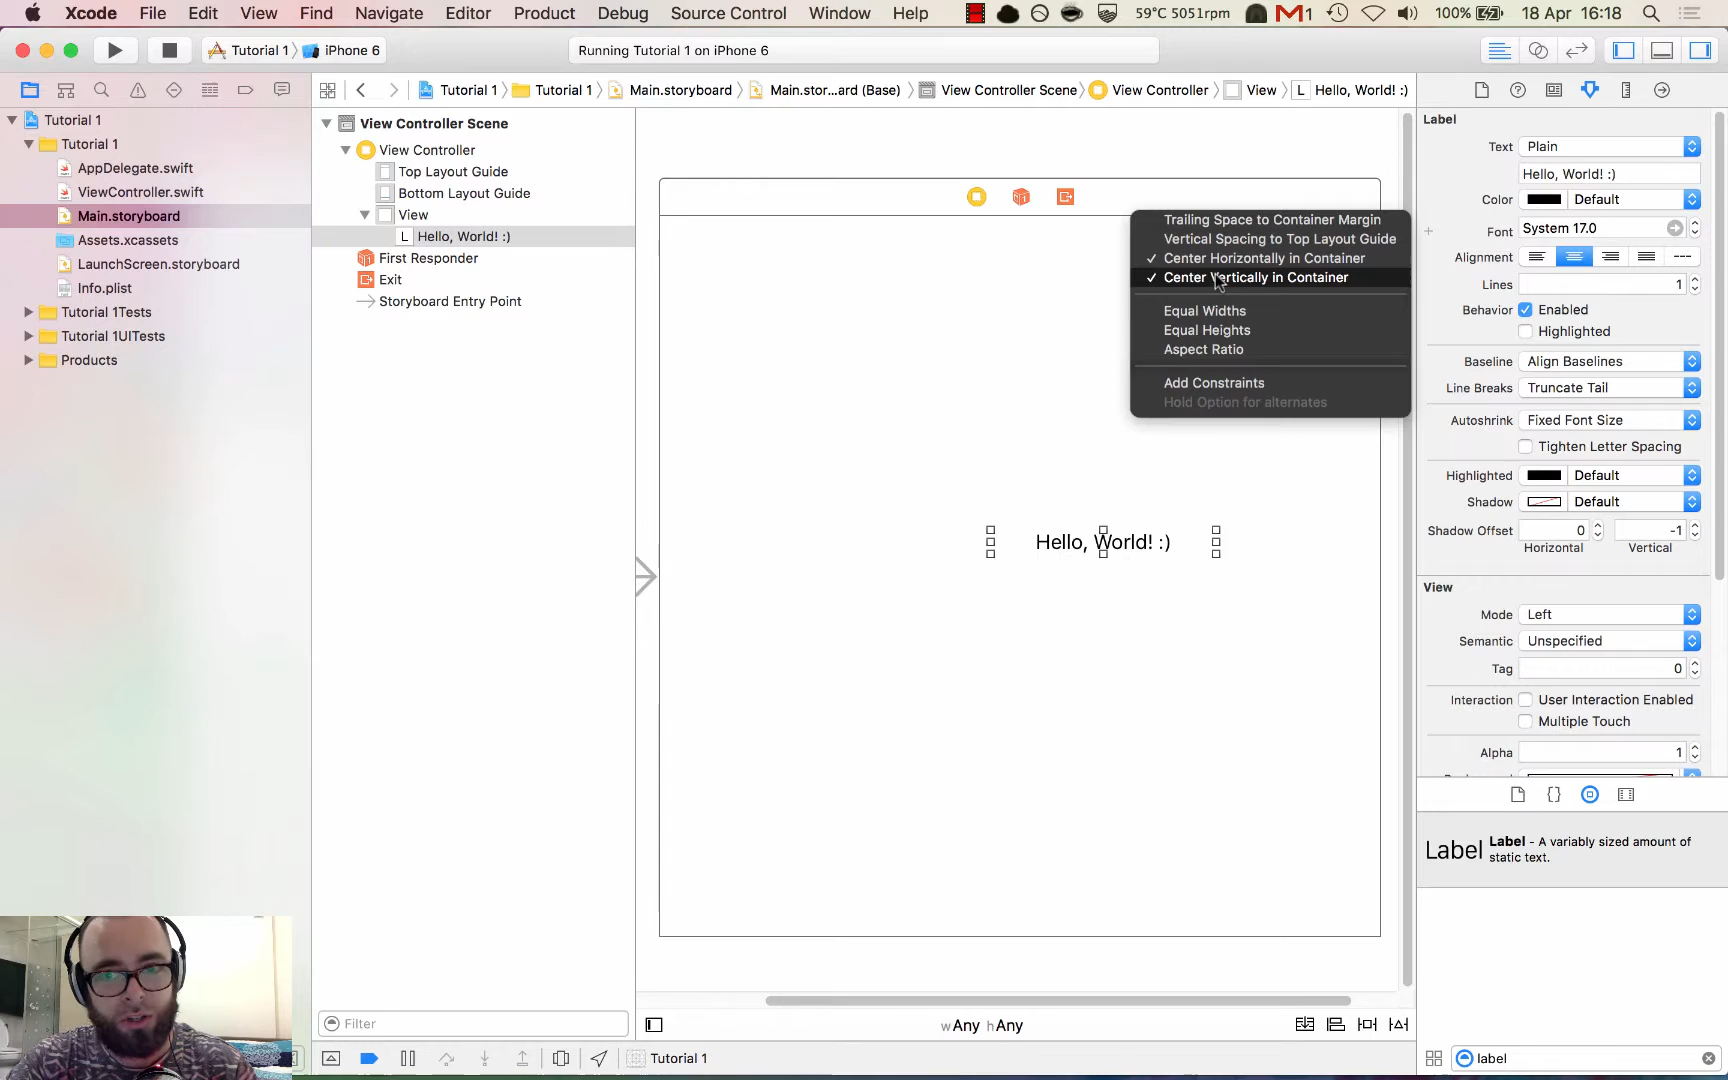 Xcode File Edit View Find Navigate Editor Product Debug Source Control Window Help 59°C 5051rpm 1 100% 18 Apr 16:18
Tutorial 1 iPhone 6 Running Tutorial 1 on iPhone 6
Tutorial 1 Tutorial 1 Main.storyboard Main.stor...ard (Base) View Controller Scene View Controller View L Hello, World! :)
Tutorial 1
Tutorial 1
AppDelegate.swift
ViewController.swift
Main.storyboard
Assets.xcassets
LaunchScreen.storyboard
Info.plist
Tutorial 1Tests
Tutorial 1UITests
Products
View Controller Scene
View Controller
Top Layout Guide
Bottom Layout Guide
View
L Hello, World! :)
First Responder
Exit
Storyboard Entry Point
Filter
Trailing Space to Container Margin
Vertical Spacing to Top Layout Guide
✓ Center Horizontally in Container
✓ Center Vertically in Container
Equal Widths
Equal Heights
Aspect Ratio
Add Constraints
Hold Option for alternates
Hello, World! :)
wAny hAny
Tutorial 1
Label
Text Plain
Hello, World! :)
Color Default
Font System 17.0
Alignment
Lines 1
Behavior Enabled
Highlighted
Baseline Align Baselines
Line Breaks Truncate Tail
Autoshrink Fixed Font Size
Tighten Letter Spacing
Highlighted Default
Shadow Default
Shadow Offset 0 -1
Horizontal Vertical
View
Mode Left
Semantic Unspecified
Tag 0
Interaction User Interaction Enabled
Multiple Touch
Alpha 1
Label Label - A variably sized amount of
static text.
label